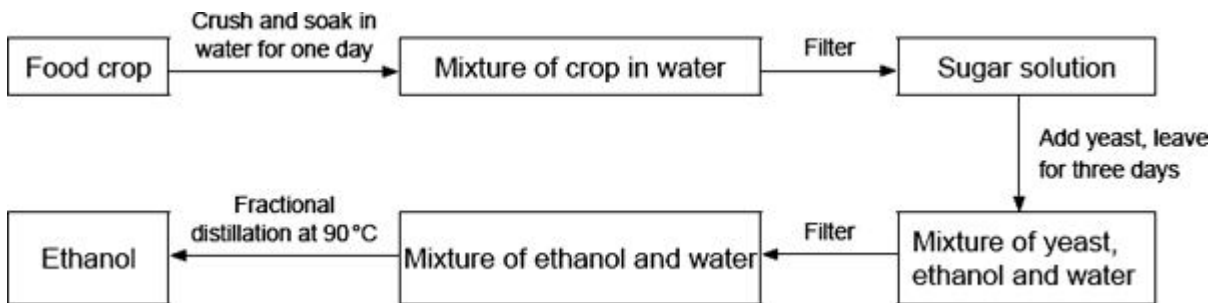 Food crop
Crush and soak in
water for one day
Mixture of crop in water
Filter
Sugar solution
Add yeast, leave
for three days
Mixture of yeast,
ethanol and water
Filter
Mixture of ethanol and water
Fractional
distillation at 90°C
Ethanol